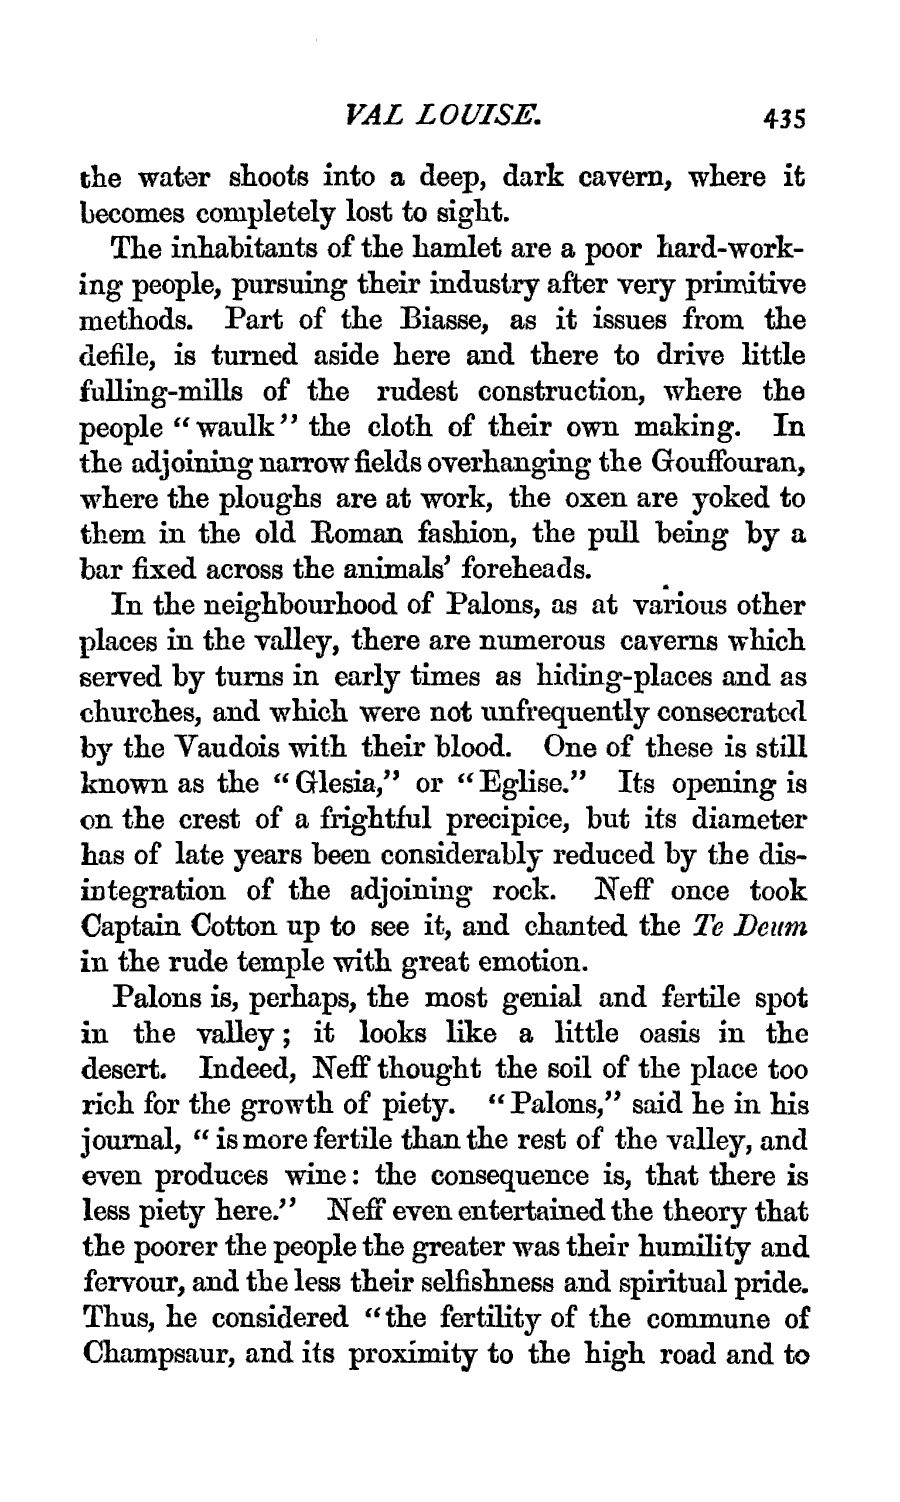 VAL LOUISE. 435
the water shoots into a deep, dark cavern, where it
becomes completely lost to sight.
The inhabitants of the hamlet are a poor hard-work-
ing people, pursuing their industry after very primitive
methods. Part of the Biasse, as it issues from the
defile, is turned aside here and there to drive little
fulling-mills of the rudest construction, where the
people “waulk” the cloth of their own making. In
the adjoining narrow fields overhanging the Gouffouran,
where the ploughs are at work, the oxen are yoked to
them in the old Roman fashion, the pull being by a
bar fixed across the animals’ foreheads.
In the neighbourhood of Palons, as at various other
places in the valley, there are numerous caverns which
served by turns in early times as hiding-places and as
churches, and which were not unfrequently consecrated
by the Vaudois with their blood. One of these is still
known as the “Glesia,” or “Eglise.” Its opening is
on the crest of a frightful precipice, but its diameter
has of late years been considerably reduced by the dis-
integration of the adjoining rock. Neff once took
Captain Cotton up to see it, and chanted the Te Deum
in the rude temple with great emotion.
Palons is, perhaps, the most genial and fertile spot
in the valley; it looks like a little oasis in the
desert. Indeed, Neff thought the soil of the place too
rich for the growth of piety. “Palons,” said he in his
journal, “is more fertile than the rest of the valley, and
even produces wine: the consequence is, that there is
less piety here.” Neff even entertained the theory that
the poorer the people the greater was their humility and
fervour, and the less their selfishness and spiritual pride.
Thus, he considered “the fertility of the commune of
Champsaur, and its proximity to the high road and to